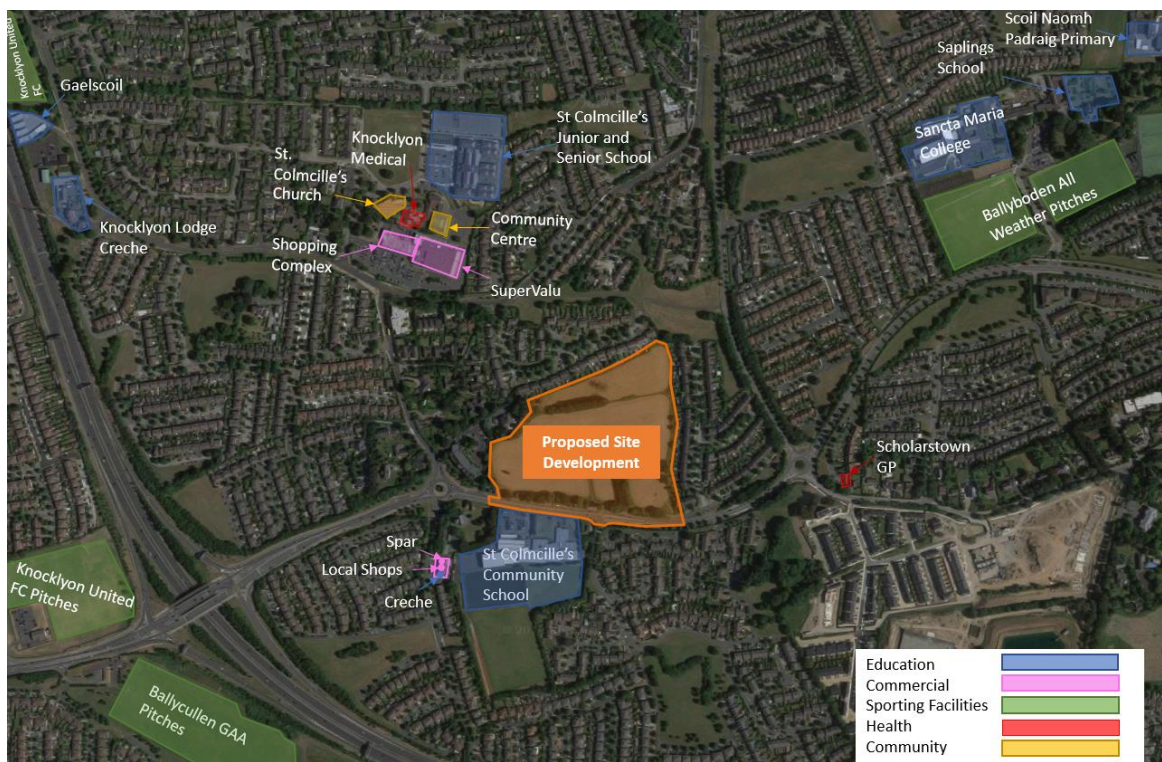 Knocklyon United
FC
Gaelscoil
Knocklyon Lodge
Creche
St.
Colmcille's
Church
Knocklyon
Medical
St Colmcille's
Junior and
Senior School
Community
Centre
Shopping
Complex
SuperValu
Scoil Naomh
Padraig Primary
Saplings
School
Sancta Maria
College
Ballyboden All
Weather Pitches
Proposed Site
Development
Scholarstown
GP
Spar
Local Shops
Creche
St Colmcille's
Community
School
Knocklyon United
FC Pitches
Ballycullen GAA
Pitches
Education
Commercial
Sporting Facilities
Health
Community